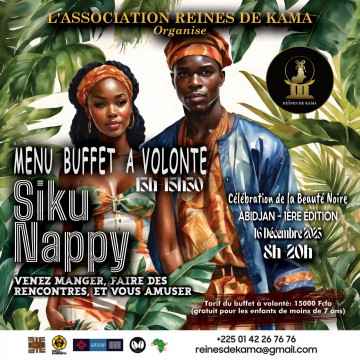 L'ASSOCIATION REINES DE KAMA
Organise
REINES DE KAMA
MENU BUFFET A VOLONTE
13h-15h30
Siku
Nappy
VENEZ MANGER, FAIRE DES
RENCONTRES, ET VOUS AMUSER
Célébration de la Beauté Noire
ABIDJAN - 1ÈRE ÉDITION
16 Décembre 2023
8h-20h
Tarif du buffet à volonté: 15000 Fcfa
(gratuit pour les enfants de moins de 7 ans)
+225 01 42 26 76 76
reinesdekama@gmail.com